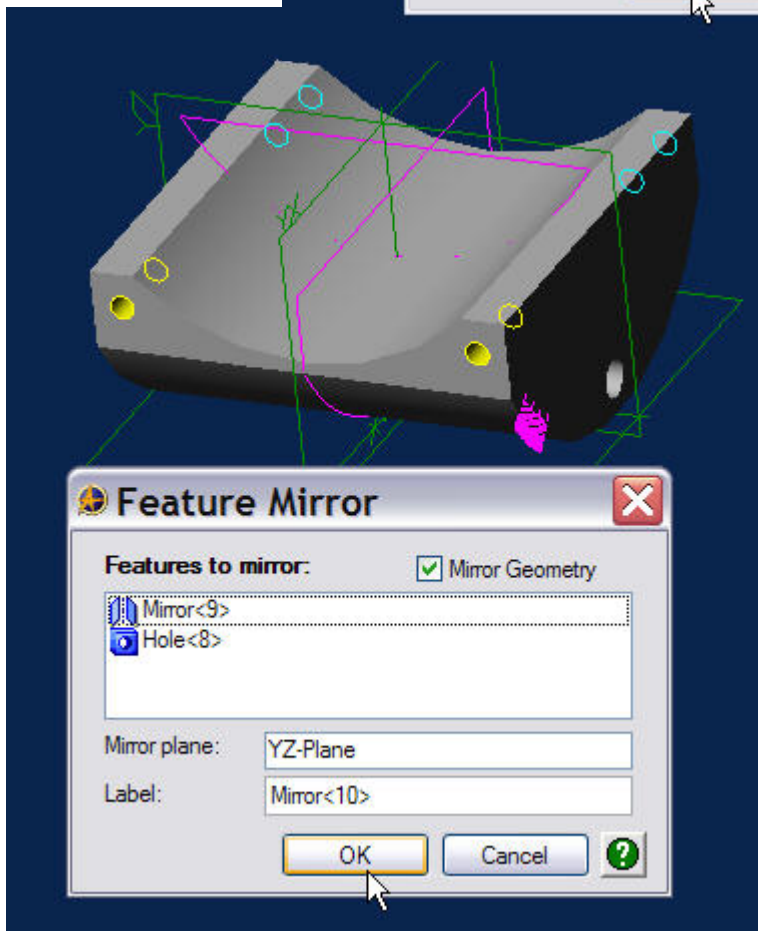 Feature Mirror
Features to mirror: Mirror Geometry
Mirror<9>
Hole<8>
Mirror plane: YZ-Plane
Label: Mirror<10>
OK Cancel ?